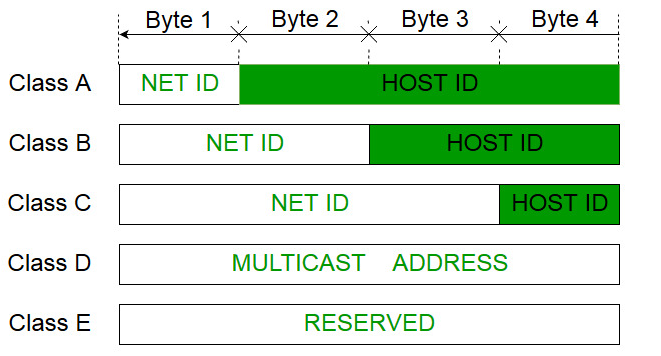 Byte 1 Byte 2 Byte 3 Byte 4
Class A NET ID HOST ID
Class B NET ID HOST ID
Class C NET ID HOST ID
Class D MULTICAST ADDRESS
Class E RESERVED